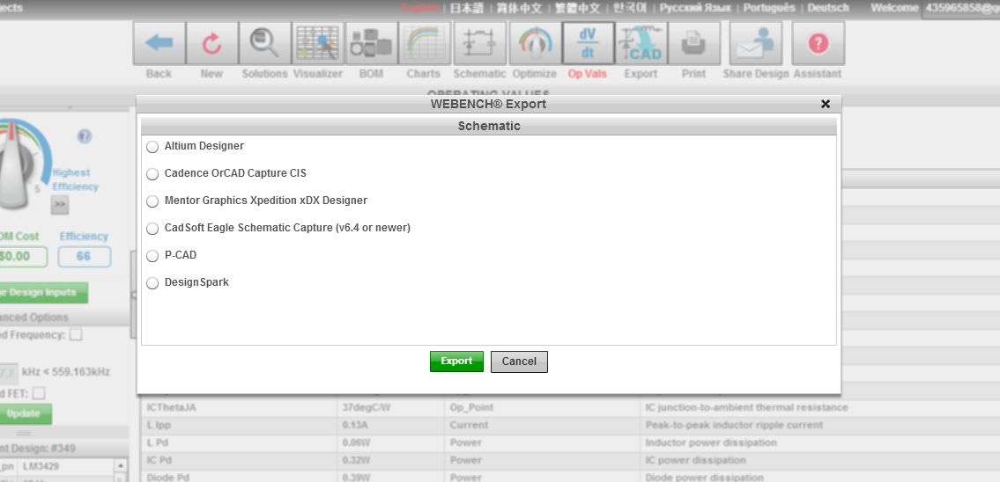 jects
English | 日本語 | 简体中文 | 繁體中文 | 한국어 | Русский Язык | Português | Deutsch Welcome 435965858@q
Back New Solutions Visualizer BOM Charts Schematic Optimize Op Vals Export Print Share Design Assistant
dV
dt
CAD
OPERATING VALUES
WEBENCH® Export
Schematic
Altium Designer
Cadence OrCAD Capture CIS
Mentor Graphics Xpedition xDX Designer
CadSoft Eagle Schematic Capture (v6.4 or newer)
P-CAD
DesignSpark
Export Cancel
Highest
5 Efficiency
>>
OM Cost Efficiency
$0.00 66
e Design Inputs
anced Options
ed Frequency:
7.7 kHz < 559.163kHz
d FET:
Update
nt Design: #349
_pn LM3429
ICThetaJA 37degC/W Op_Point IC junction-to-ambient thermal resistance
L Ipp 0.13A Current Peak-to-peak inductor ripple current
L Pd 0.06W Power Inductor power dissipation
IC Pd 0.32W Power IC power dissipation
Diode Pd 0.39W Power Diode power dissipation